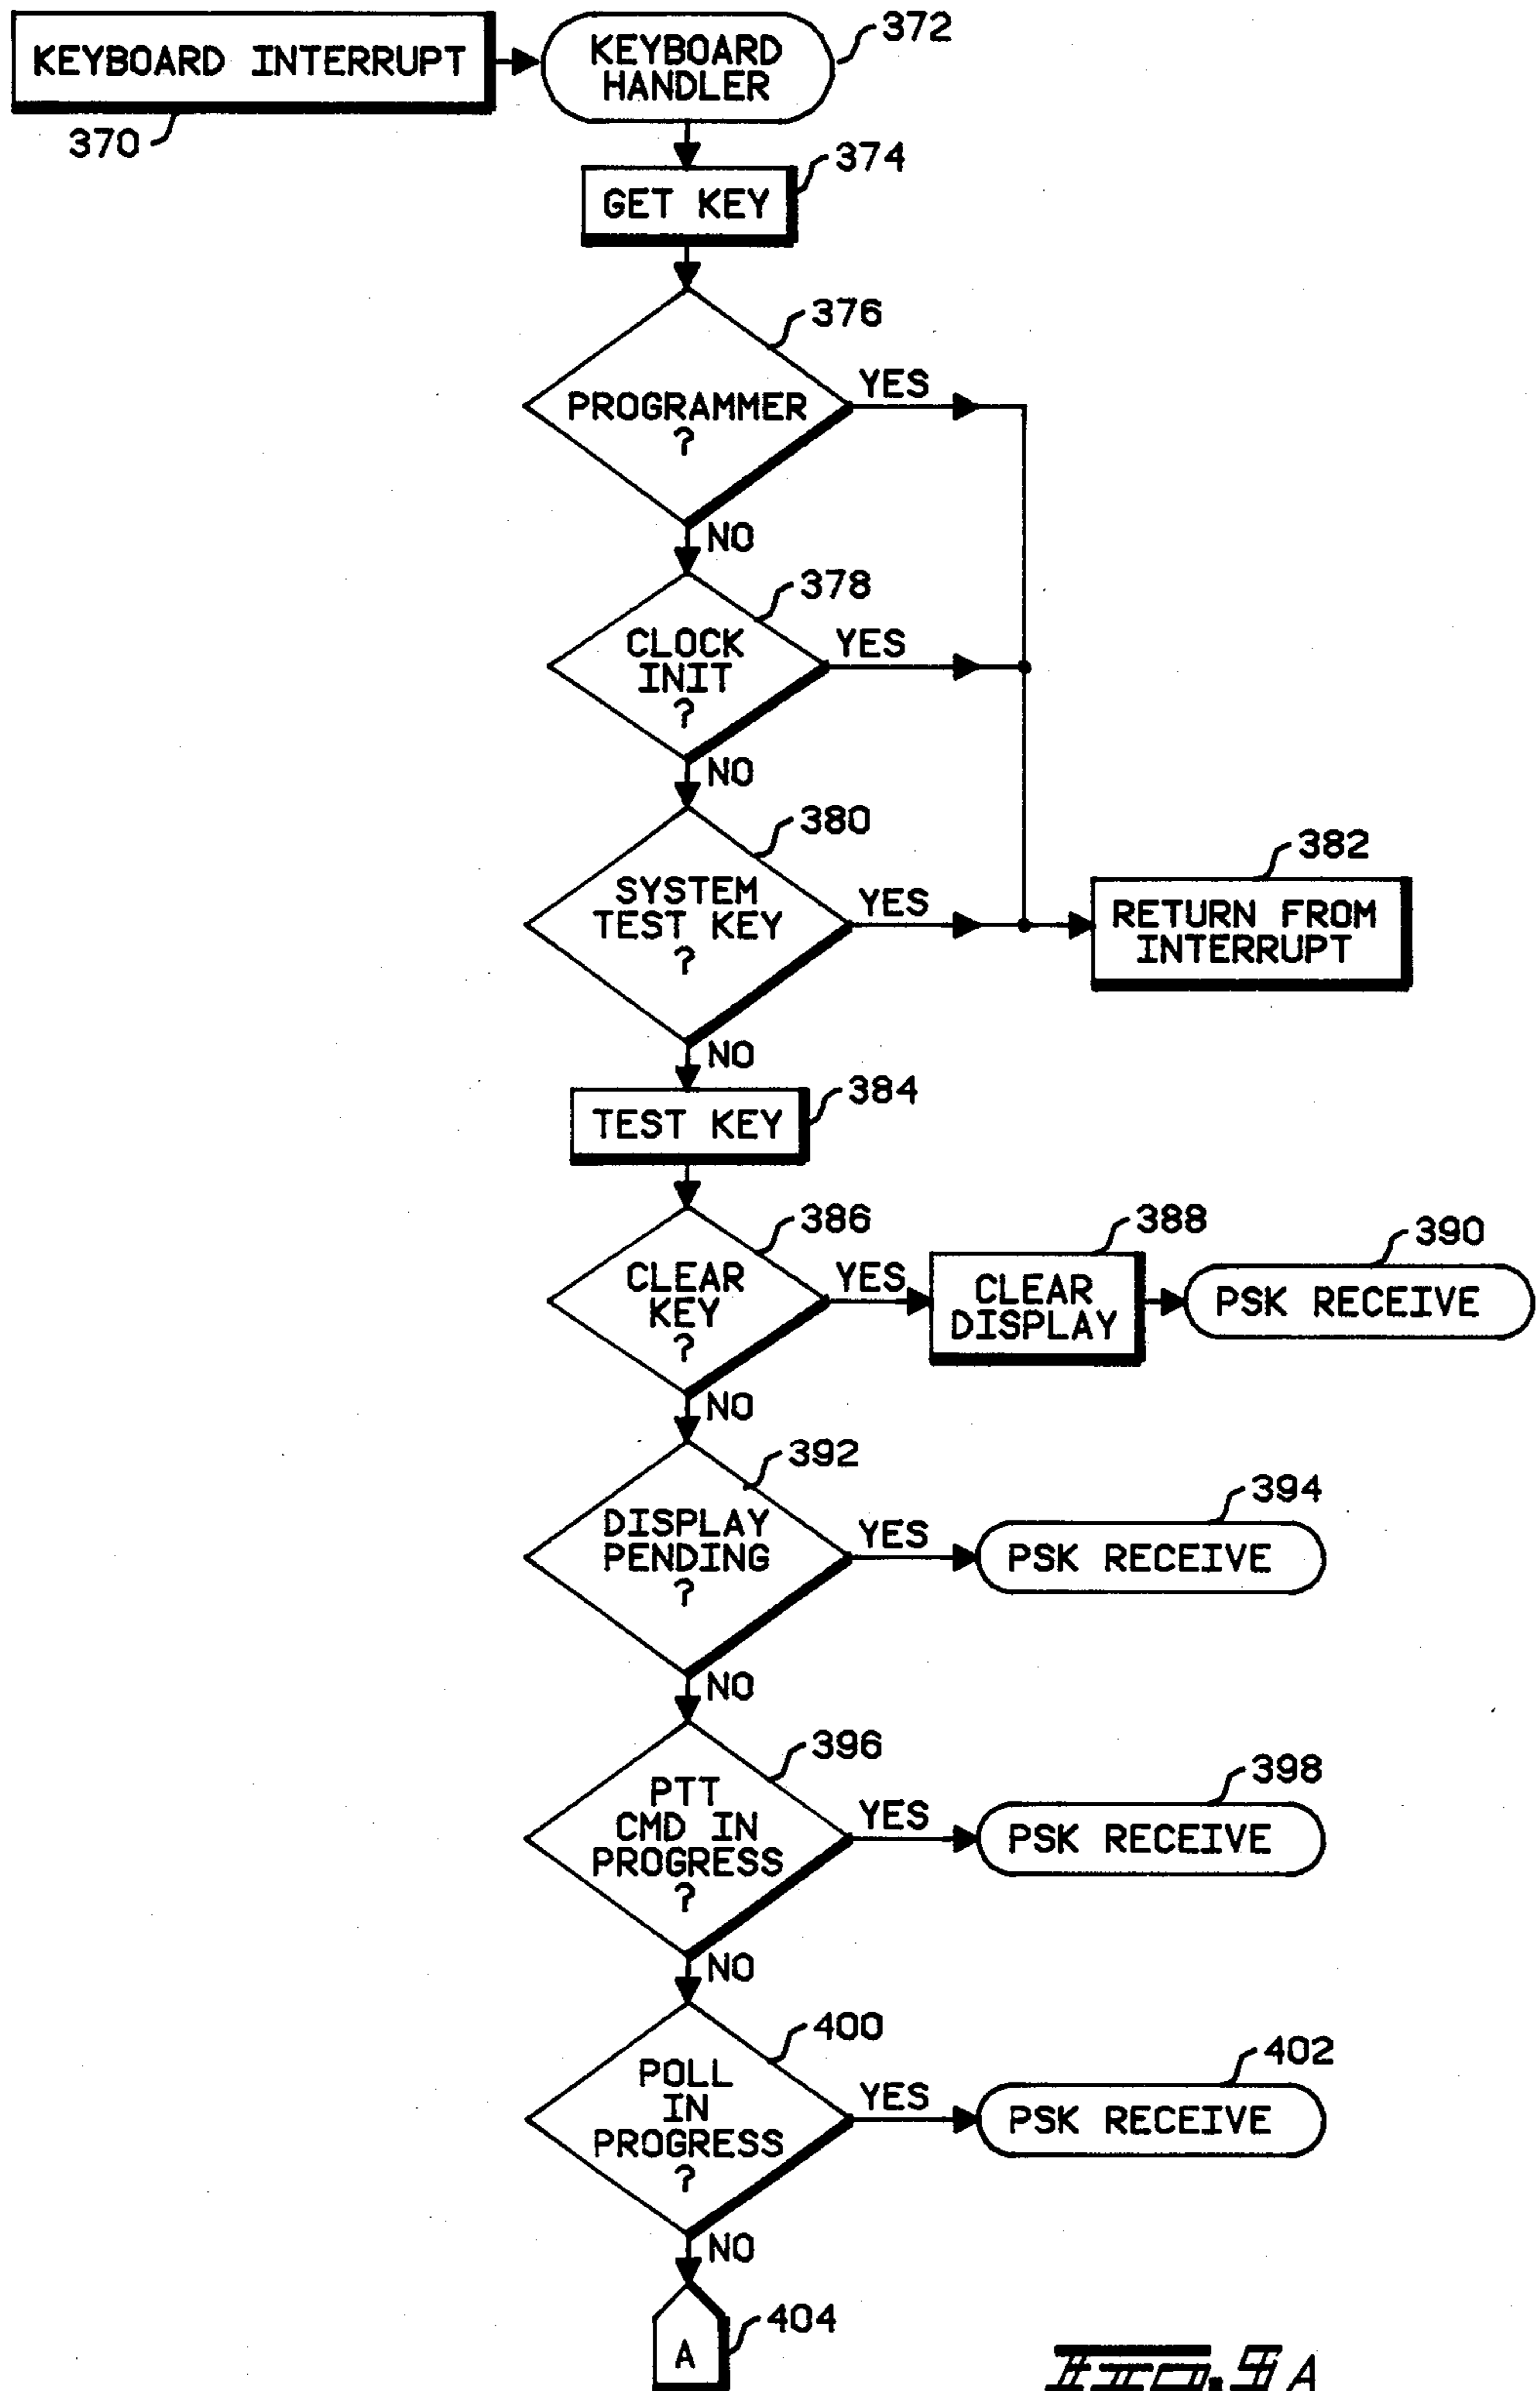 KEYBOARD INTERRUPT
370
KEYBOARD
HANDLER
372
GET KEY
374
PROGRAMMER
?
376
YES
NO
CLOCK
INIT
?
378
YES
NO
SYSTEM
TEST KEY
?
380
YES
NO
RETURN FROM
INTERRUPT
382
TEST KEY
384
CLEAR
KEY
?
386
YES
NO
CLEAR
DISPLAY
388
PSK RECEIVE
390
DISPLAY
PENDING
?
392
YES
NO
PSK RECEIVE
394
PTT
CMD IN
PROGRESS
?
396
YES
NO
PSK RECEIVE
398
POLL
IN
PROGRESS
?
400
YES
NO
PSK RECEIVE
402
A
404
FIG. 9A